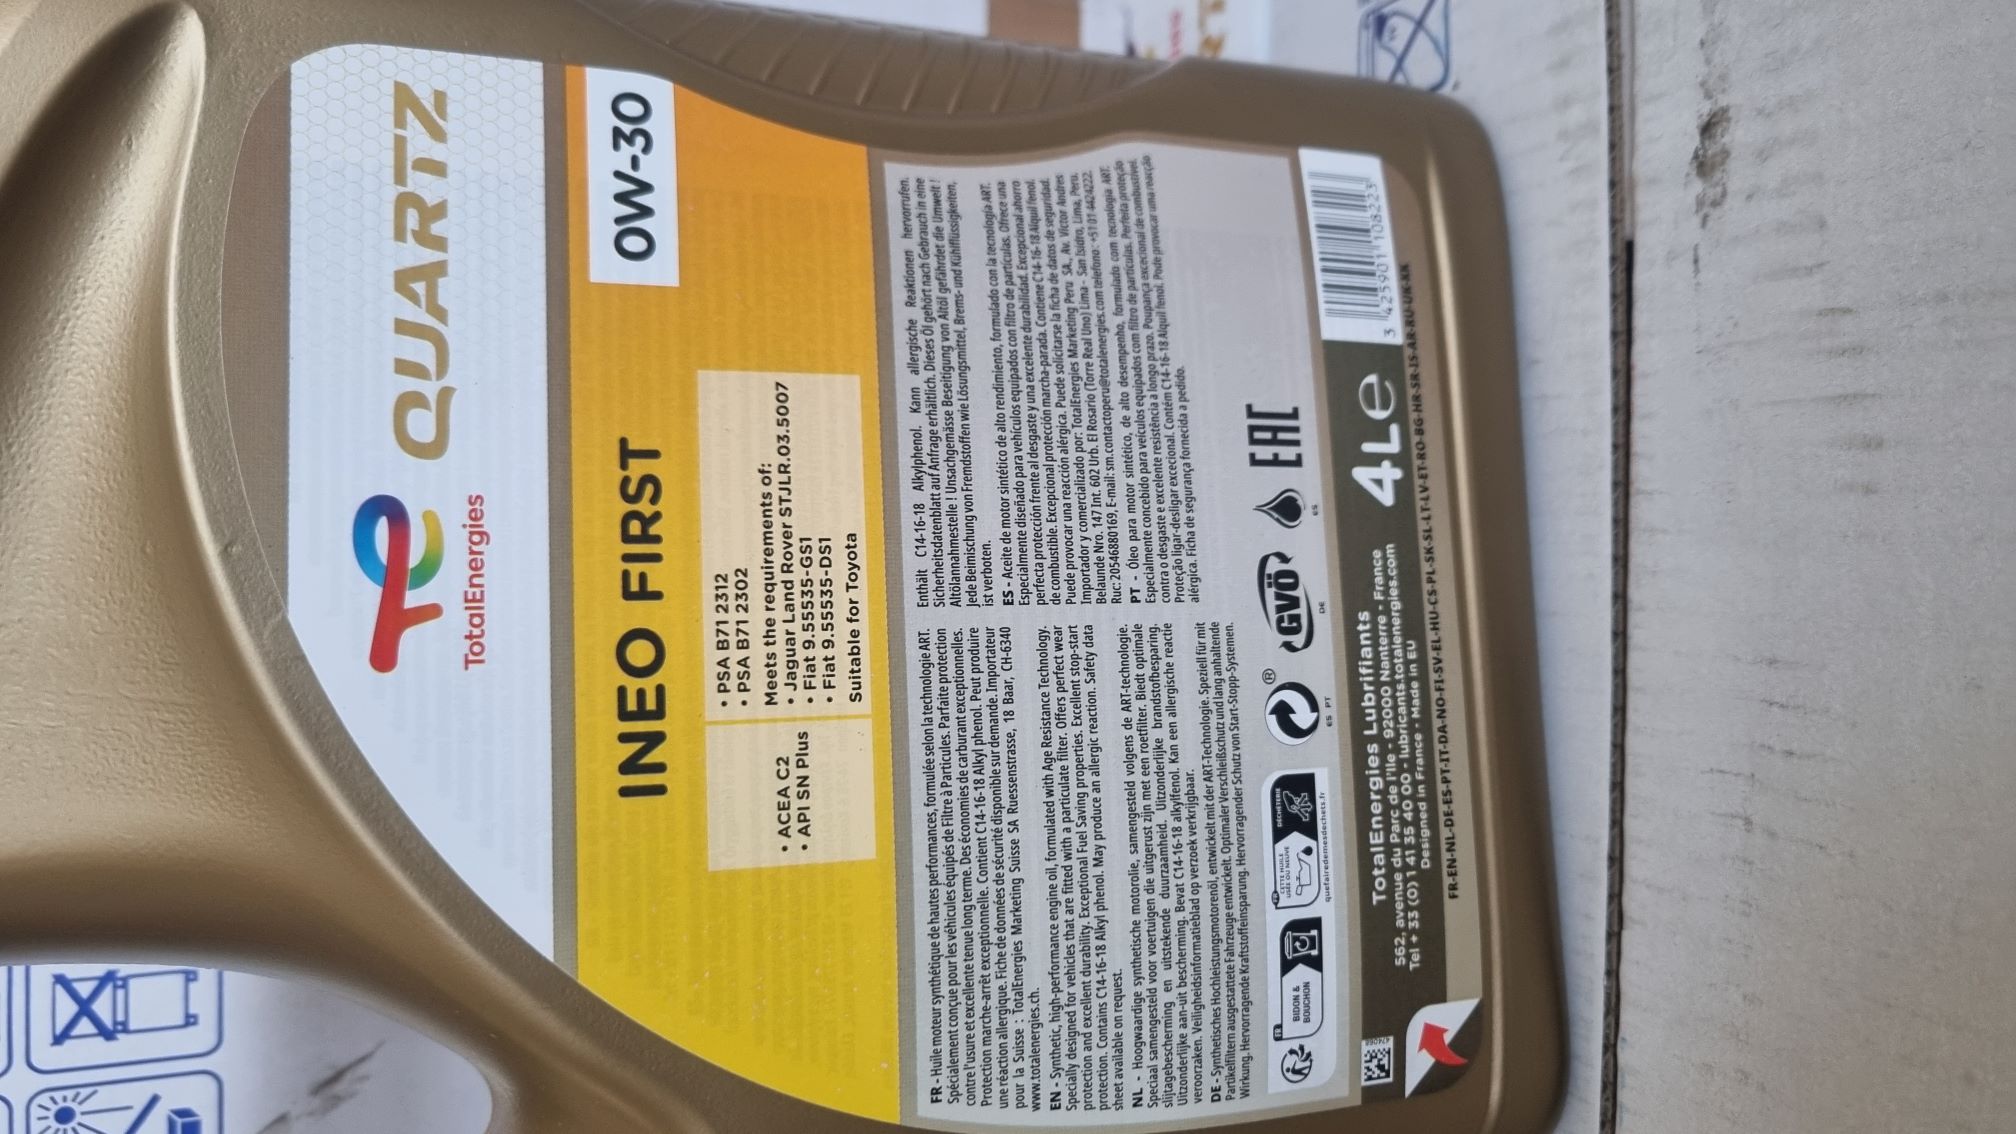 TotalEnergies
QUARTZ
INEO FIRST
0W-30
• ACEA C2
• API SN Plus
• PSA B71 2312
• PSA B71 2302
Meets the requirements of:
• Jaguar Land Rover STJLR.03.5007
• Fiat 9.55535-GS1
• Fiat 9.55535-DS1
Suitable for Toyota
FR - Huile moteur synthétique de hautes performances, formulée selon la technologie ART.
Spécialement conçue pour les véhicules équipés de Filtre à Particules. Parfaite protection
contre l'usure et excellente tenue long terme. Des économies de carburant exceptionnelles.
Protection marche-arrêt exceptionnelle. Contient C14-16-18 Alkyl phenol. Peut produire
une réaction allergique. Fiche de données de sécurité disponible sur demande. Importateur
pour la Suisse : TotalEnergies Marketing Suisse SA Ruessenstrasse, 18 Baar, CH-6340
www.totalenergies.ch.
EN - Synthetic, high-performance engine oil, formulated with Age Resistance Technology.
Specially designed for vehicles that are fitted with a particulate filter. Offers perfect wear
protection and excellent durability. Exceptional Fuel Saving properties. Excellent stop-start
protection. Contains C14-16-18 Alkyl phenol. May produce an allergic reaction. Safety data
sheet available on request.
NL - Hoogwaardige synthetische motorolie, samengesteld volgens de ART-technologie.
Speciaal samengesteld voor voertuigen die uitgerust zijn met een roetfilter. Biedt optimale
slijtagebescherming en uitstekende duurzaamheid. Uitzonderlijke brandstofbesparing.
Uitzonderlijke aan-uit bescherming. Bevat C14-16-18 alkylfenol. Kan een allergische reactie
veroorzaken. Veiligheidsinformatieblad op verzoek verkrijgbaar.
DE - Synthetisches Hochleistungsmotorenöl, entwickelt mit der ART-Technologie. Speziell für mit
Partikelfiltern ausgestattete Fahrzeuge entwickelt. Optimaler Verschleißschutz und lang anhaltende
Wirkung. Hervorragende Kraftstoffeinsparung. Hervorragender Schutz von Start-Stopp-Systemen.
Enthält C14-16-18 Alkylphenol. Kann allergische Reaktionen hervorrufen.
Sicherheitsdatenblatt auf Anfrage erhältlich. Dieses Öl gehört nach Gebrauch in eine
Altölannahmestelle ! Unsachgemässe Beseitigung von Altöl gefährdet die Umwelt !
Jede Beimischung von Fremdstoffen wie Lösungsmittel, Brems- und Kühlflüssigkeiten,
ist verboten.
ES - Aceite de motor sintético de alto rendimiento, formulado con la tecnología ART.
Especialmente diseñado para vehículos equipados con filtro de partículas. Ofrece una
perfecta protección frente al desgaste y una excelente durabilidad. Excepcional ahorro
de combustible. Excepcional protección marcha-parada. Contiene C14-16-18 Alquil fenol.
Puede provocar una reacción alérgica. Puede solicitarse la ficha de datos de seguridad.
Importador y comercializado por: TotalEnergies Marketing Peru SA., Av. Victor Andres
Belaunde Nro. 147 Int. 602 Urb. El Rosario (Torre Real Uno) Lima - San Isidro, Lima, Peru.
Ruc: 20546880169, E-mail: sm.contactoperu@totalenergies.com telefono: +51 01 4424222.
PT - Óleo para motor sintético, de alto desempenho, formulado com tecnologia ART.
Especialmente concebido para veículos equipados com filtro de partículas. Perfeita proteção
contra o desgaste e excelente resistência a longo prazo. Poupança excecional de combustível.
Proteção ligar-desligar excecional. Contém C14-16-18 Alquil fenol. Pode provocar uma reacção
alérgica. Ficha de segurança fornecida a pedido.
FR
BIDON &
BOUCHON
FR
CETTE HUILE
USÉE OU NEUVE
DÉCHÈTERIE
quefairedemesdechets.fr
®
ES PT
GVÖ
DE
ES
EAC
TotalEnergies Lubrifiants
562, avenue du Parc de l'Ile - 92000 Nanterre - France
Tel + 33 (0) 1 41 35 40 00 - lubricants.totalenergies.com
Designed in France - Made in EU
4L e
3 425901 108223
FR-EN-NL-DE-ES-PT-IT-DA-NO-FI-SV-EL-HU-CS-PL-SK-SL-LT-LV-ET-RO-BG-HR-SR-IS-AR-RU-UK-KK